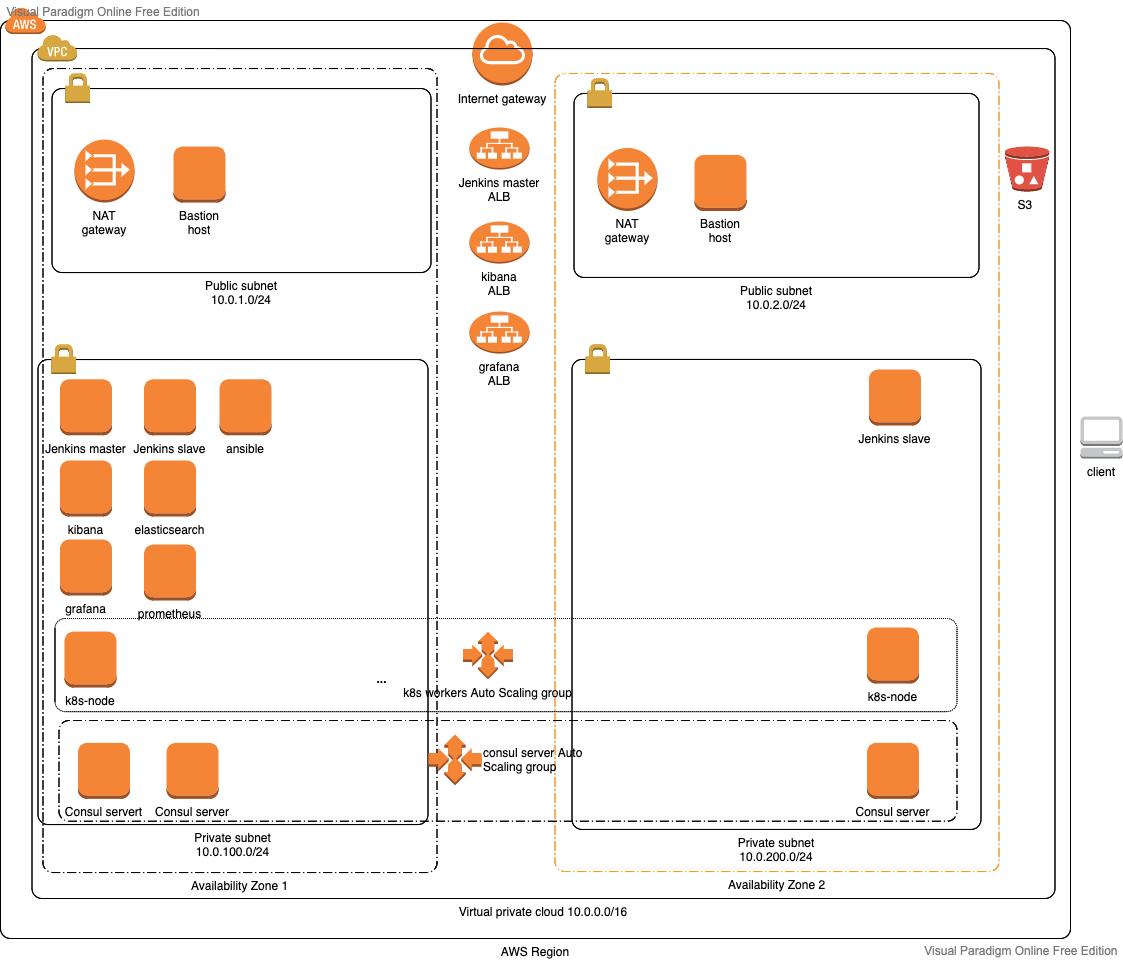 Visual Paradigm Online Free Edition
AWS
VPC
Internet gateway
NAT
gateway
Bastion
host
Public subnet
10.0.1.0/24
Jenkins master
ALB
kibana
ALB
grafana
ALB
NAT
gateway
Bastion
host
Public subnet
10.0.2.0/24
S3
Jenkins master
Jenkins slave
ansible
kibana
elasticsearch
grafana
prometheus
Jenkins slave
client
k8s-node
...
k8s workers Auto Scaling group
k8s-node
Consul servert
Consul server
consul server Auto
Scaling group
Consul server
Private subnet
10.0.100.0/24
Private subnet
10.0.200.0/24
Availability Zone 1
Availability Zone 2
Virtual private cloud 10.0.0.0/16
AWS Region
Visual Paradigm Online Free Edition